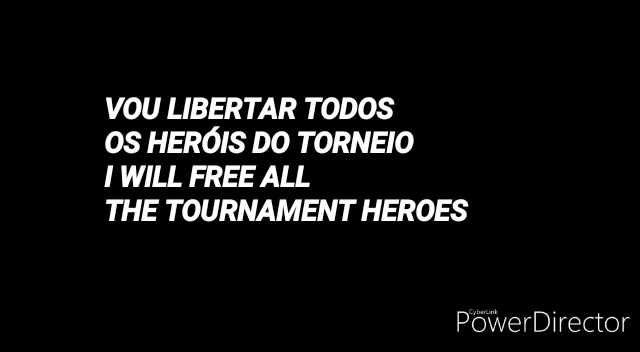 VOU LIBERTAR TODOS
OS HERÓIS DO TORNEIO
I WILL FREE ALL
THE TOURNAMENT HEROES
CyberLink
PowerDirector